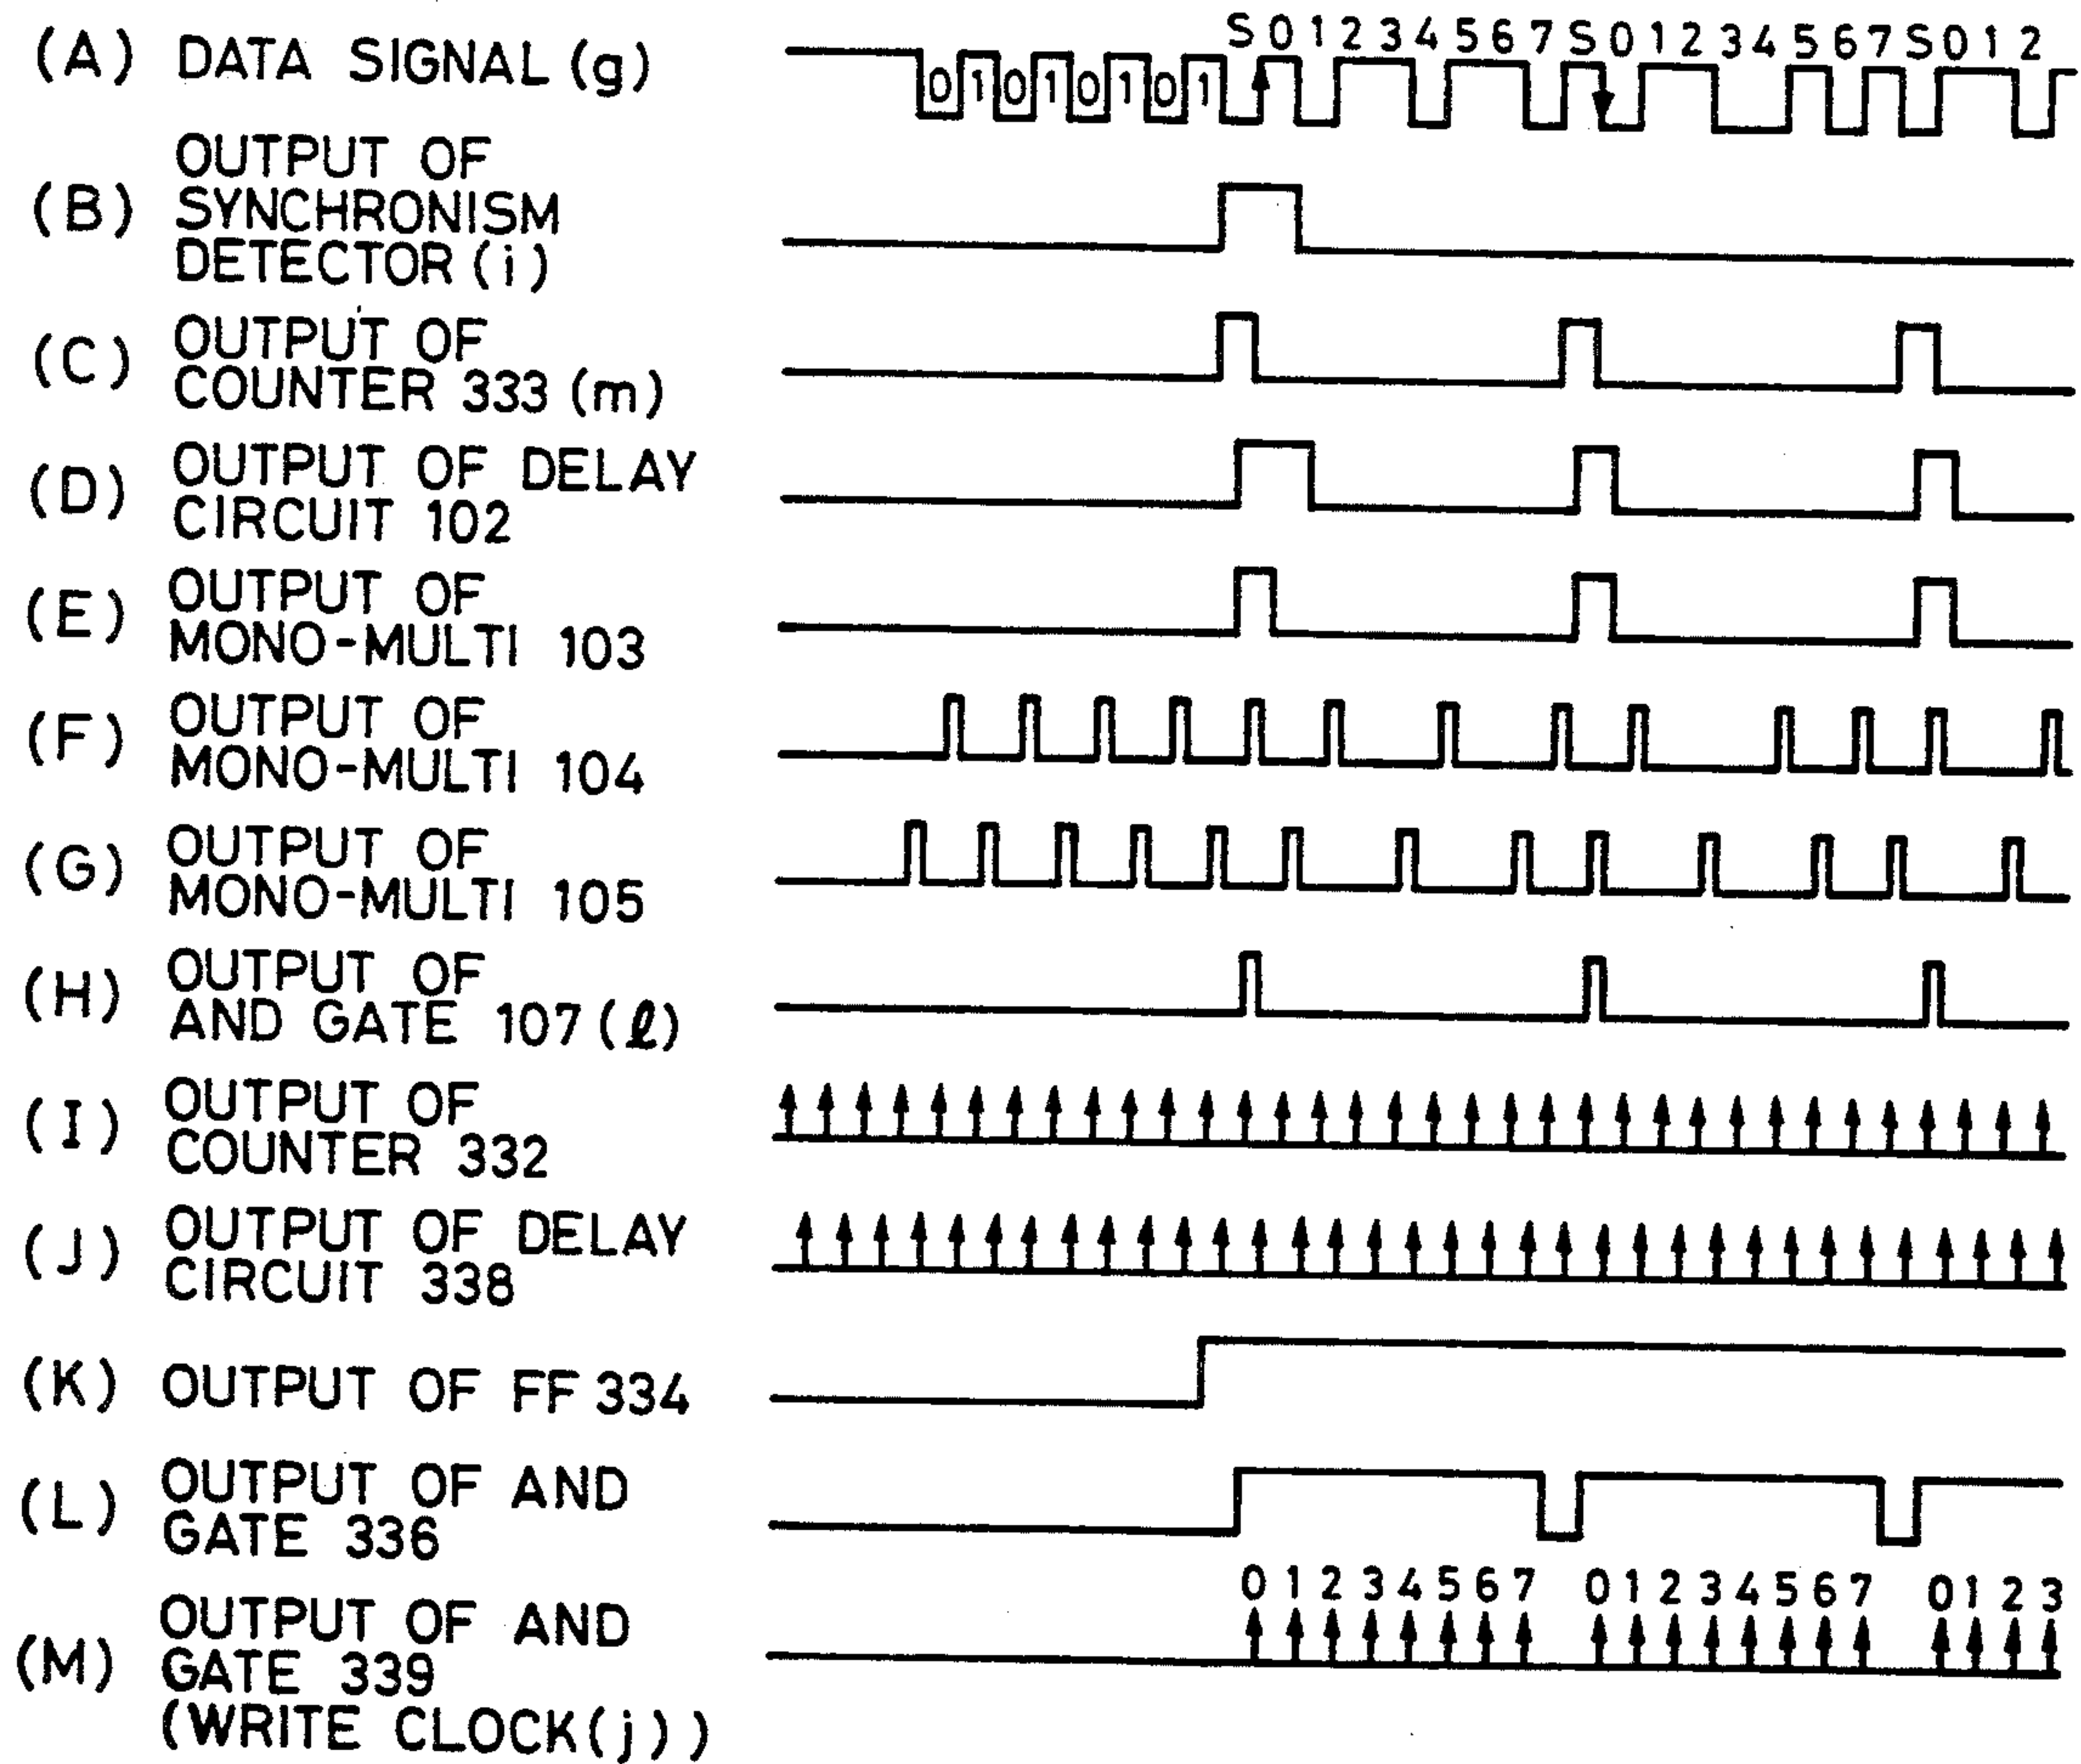 S 0 1 2 3 4 5 6 7 S 0 1 2 3 4 5 6 7 S 0 1 2
(A) DATA SIGNAL (g)
0 1 0 1 0 1 0 1
OUTPUT OF
(B) SYNCHRONISM
DETECTOR (i)
OUTPUT OF
(C) COUNTER 333 (m)
OUTPUT OF DELAY
(D) CIRCUIT 102
OUTPUT OF
(E) MONO-MULTI 103
OUTPUT OF
(F) MONO-MULTI 104
OUTPUT OF
(G) MONO-MULTI 105
OUTPUT OF
(H) AND GATE 107 (ℓ)
OUTPUT OF
(I) COUNTER 332
OUTPUT OF DELAY
(J) CIRCUIT 338
(K) OUTPUT OF FF 334
OUTPUT OF AND
(L) GATE 336
0 1 2 3 4 5 6 7 0 1 2 3 4 5 6 7 0 1 2 3
OUTPUT OF AND
(M) GATE 339
(WRITE CLOCK (j))